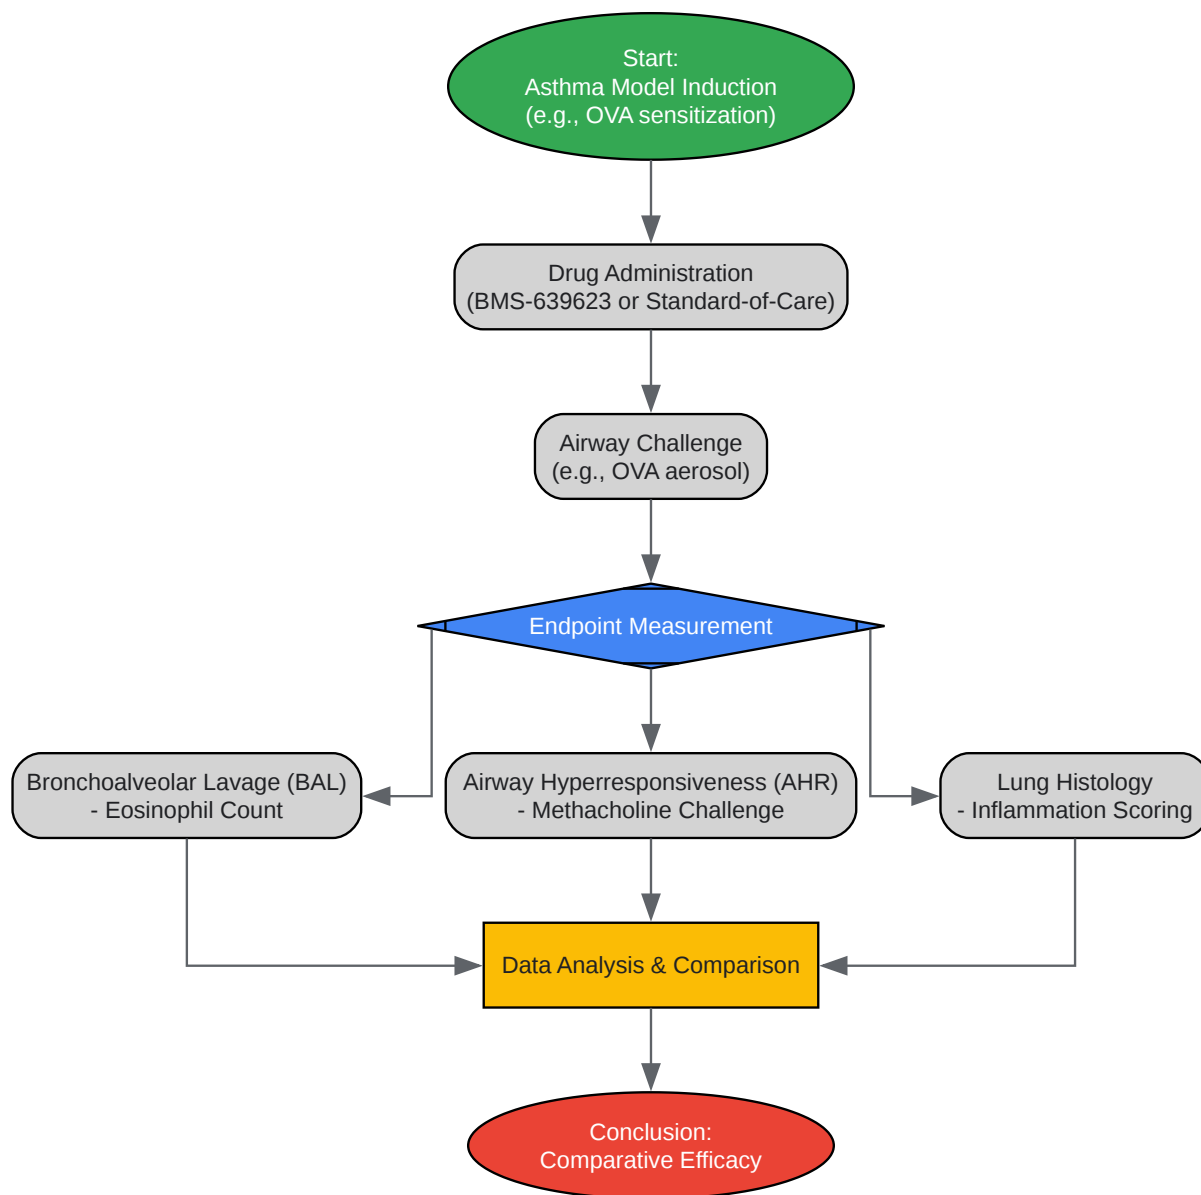 Start:
Asthma Model Induction
(e.g., OVA sensitization)
Drug Administration
(BMS-639623 or Standard-of-Care)
Airway Challenge
(e.g., OVA aerosol)
Endpoint Measurement
Bronchoalveolar Lavage (BAL)
- Eosinophil Count
Airway Hyperresponsiveness (AHR)
- Methacholine Challenge
Lung Histology
- Inflammation Scoring
Data Analysis & Comparison
Conclusion:
Comparative Efficacy